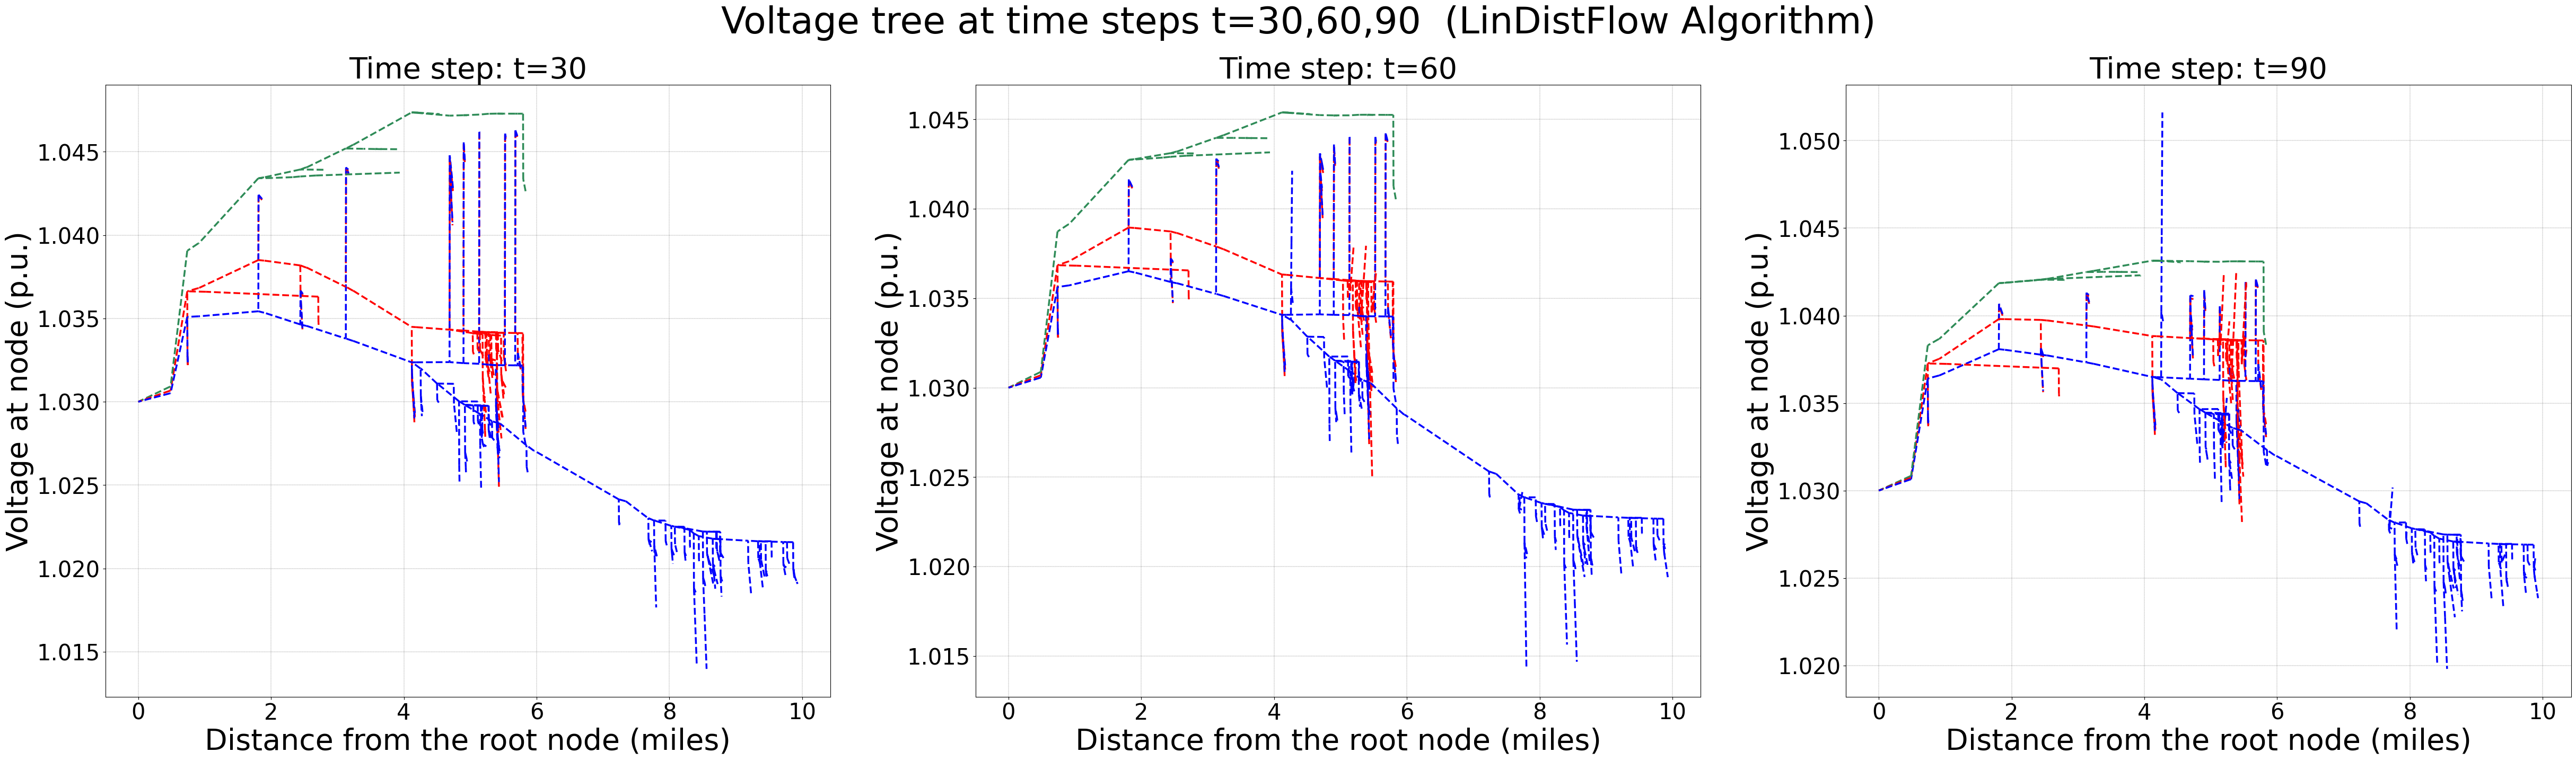 Voltage tree at time steps t=30,60,90  (LinDistFlow Algorithm)
Time step: t=30
Voltage at node (p.u.)
1.045
1.040
1.035
1.030
1.025
1.020
1.015
0 2 4 6 8 10
Distance from the root node (miles)
Time step: t=60
Voltage at node (p.u.)
1.045
1.040
1.035
1.030
1.025
1.020
1.015
0 2 4 6 8 10
Distance from the root node (miles)
Time step: t=90
Voltage at node (p.u.)
1.050
1.045
1.040
1.035
1.030
1.025
1.020
0 2 4 6 8 10
Distance from the root node (miles)